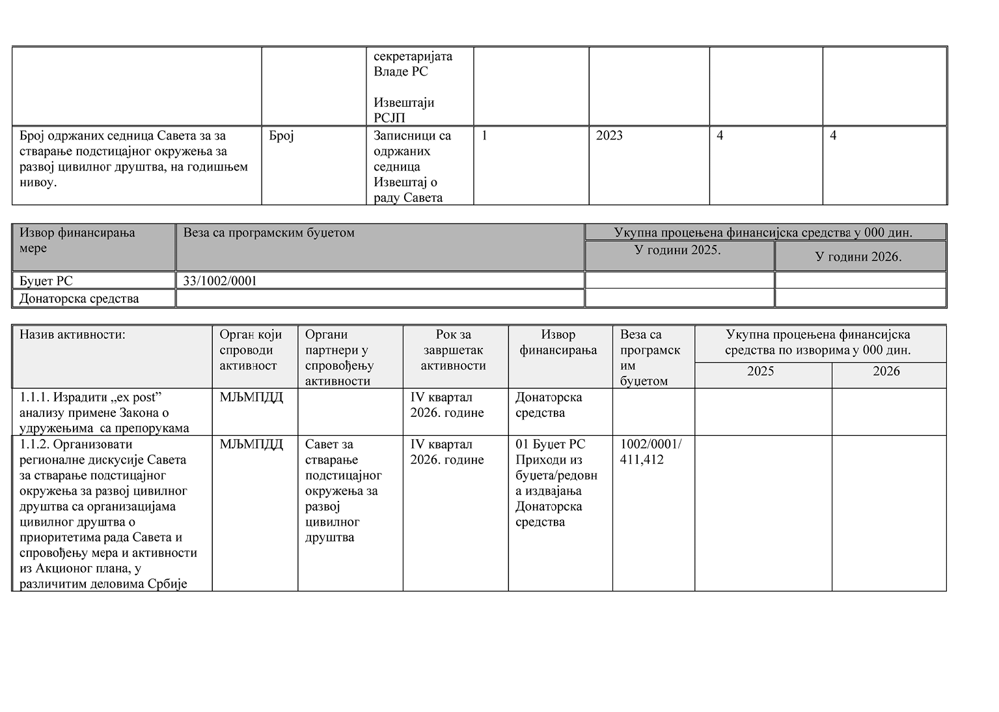 секретаријата
Владе РС
Извештаји
РСЈП
Број одржаних седница Савета за за
стварање подстицајног окружења за
развој цивилног друштва, на годишњем
нивоу.
Број
Записници са
одржаних
седница
Извештај о
раду Савета
1
2023
4
4
Извор финансирања
мере
Веза са програмским буџетом
Укупна процењена финансијска средства у 000 дин.
У години 2025.
У години 2026.
Буџет РС
33/1002/0001
Донаторска средства
Назив активности:
Орган који
спроводи
активност
Органи
партнери у
спровођењу
активности
Рок за
завршетак
активности
Извор
финансирања
Веза са
програмск
им
буџетом
Укупна процењена финансијска
средства по изворима у 000 дин.
2025
2026
1.1.1. Израдити „ex post”
анализу примене Закона о
удружењима са препорукама
МЉМПДД
IV квартал
2026. године
Донаторска
средства
1.1.2. Организовати
регионалне дискусије Савета
за стварање подстицајног
окружења за развој цивилног
друштва са организацијама
цивилног друштва о
приоритетима рада Савета и
спровођењу мера и активности
из Акционог плана, у
различитим деловима Србије
МЉМПДД
Савет за
стварање
подстицајног
окружења за
развој
цивилног
друштва
IV квартал
2026. године
01 Буџет РС
Приходи из
буџета/редовн
а издвајања
Донаторска
средства
1002/0001/
411,412